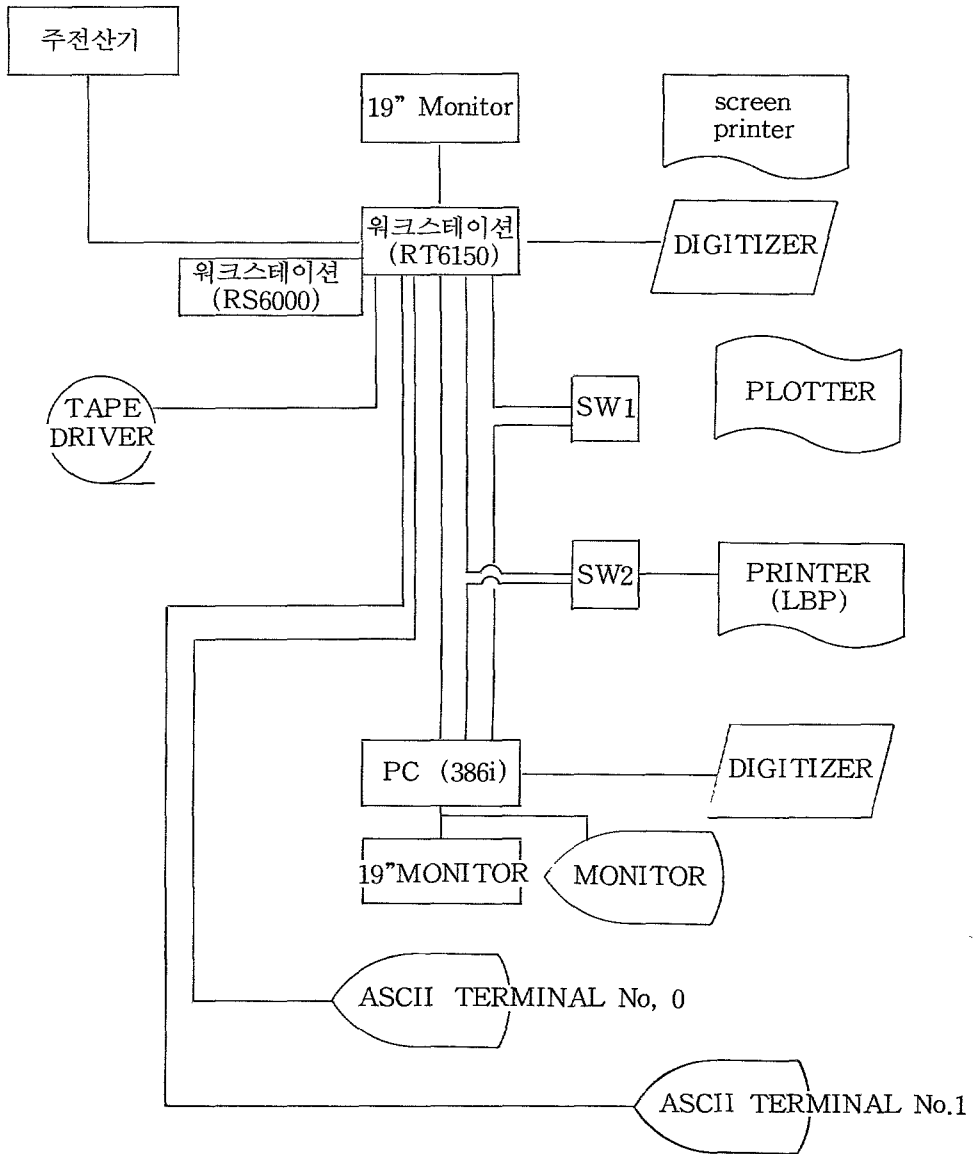 주전산기
19” Monitor
screen
printer
워크스테이션
(RT6150)
DIGITIZER
워크스테이션
(RS6000)
TAPE
DRIVER
SW1
PLOTTER
SW2
PRINTER
(LBP)
PC (386i)
DIGITIZER
19”MONITOR
MONITOR
ASCII TERMINAL No, 0
ASCII TERMINAL No.1